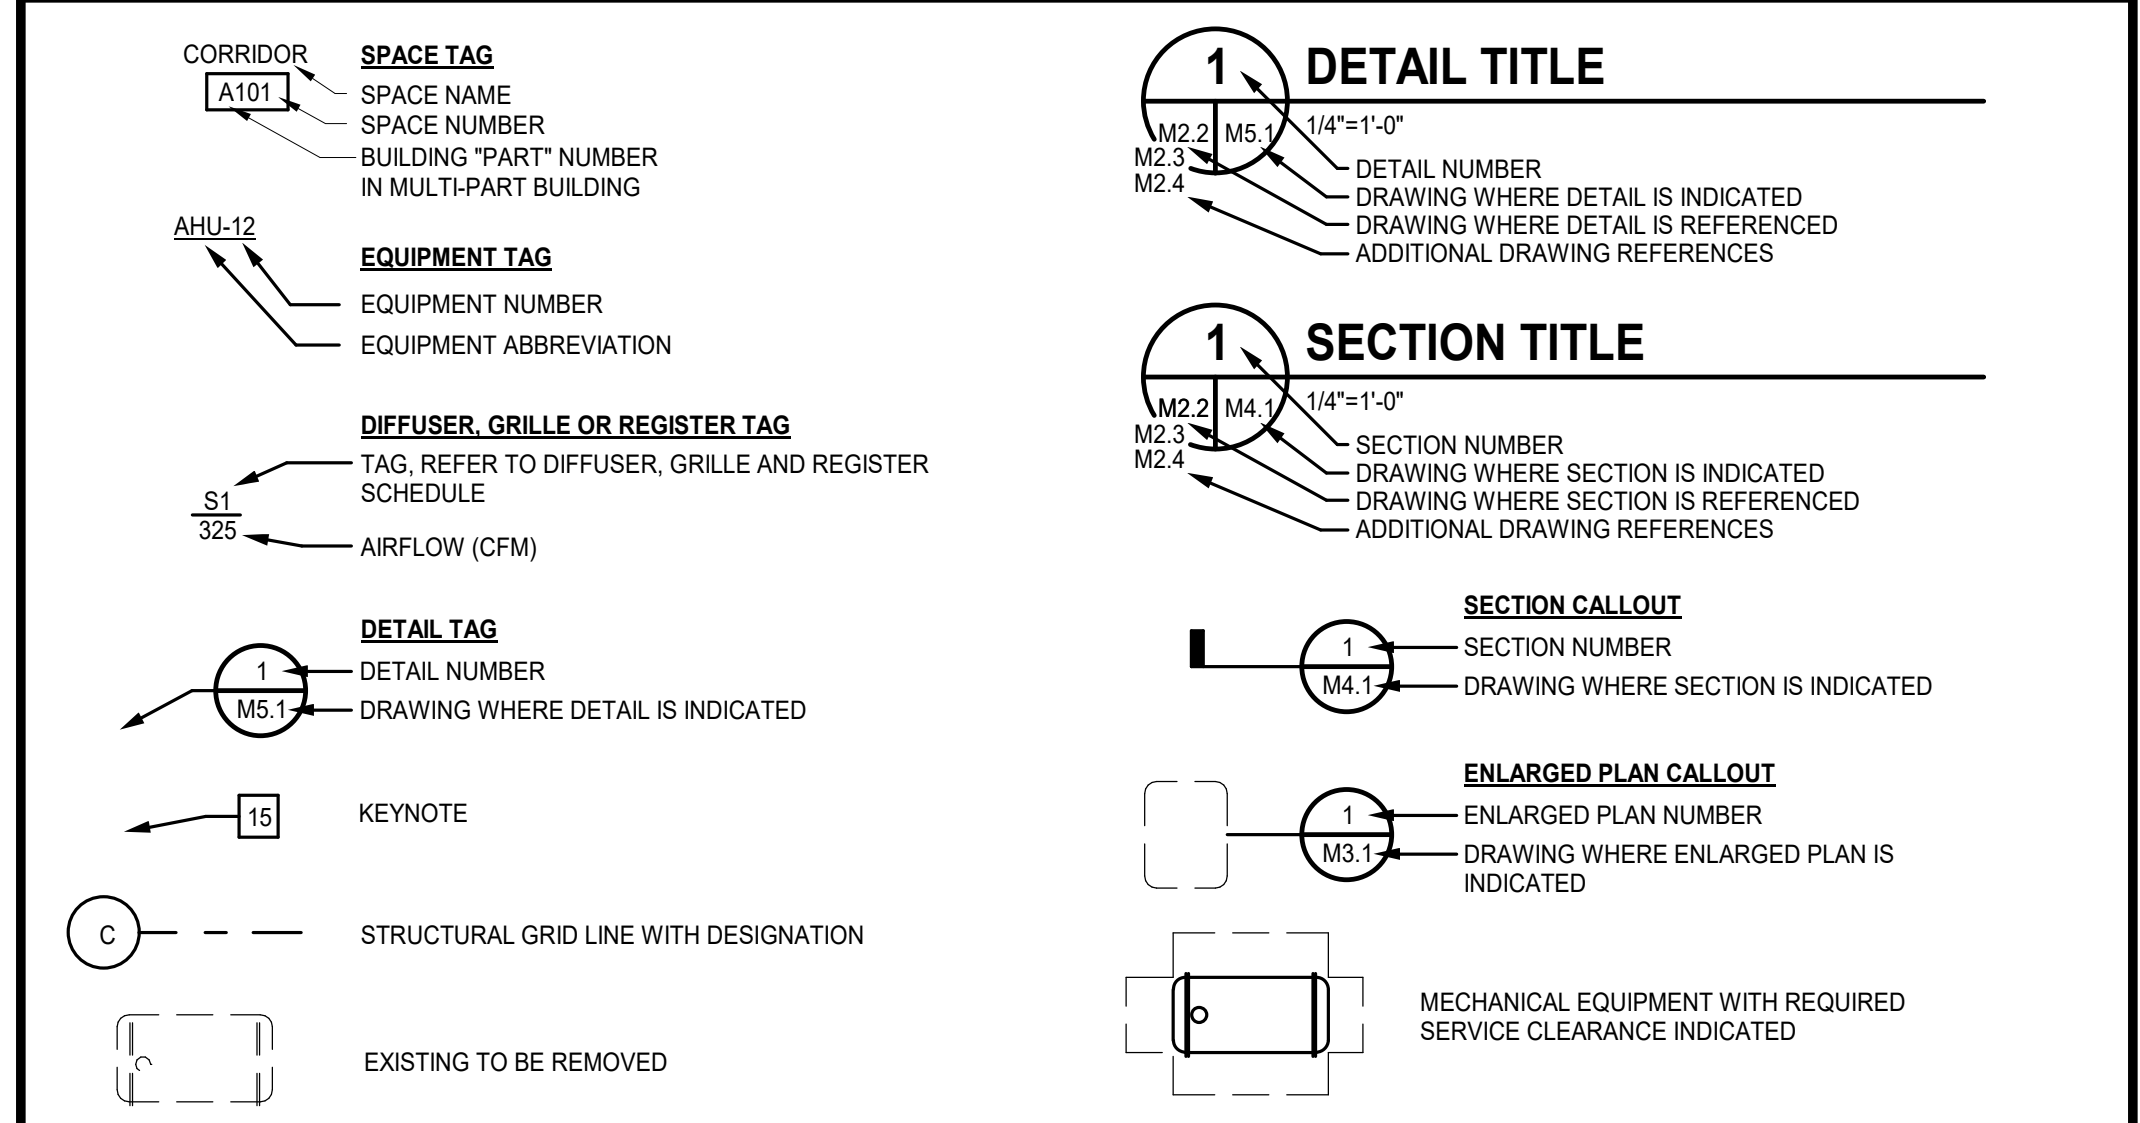 CORRIDOR
A101
SPACE TAG
SPACE NAME
SPACE NUMBER
BUILDING "PART" NUMBER
IN MULTI-PART BUILDING
AHU-12
EQUIPMENT TAG
EQUIPMENT NUMBER
EQUIPMENT ABBREVIATION
DIFFUSER, GRILLE OR REGISTER TAG
TAG, REFER TO DIFFUSER, GRILLE AND REGISTER
SCHEDULE
S1
325
AIRFLOW (CFM)
DETAIL TAG
1
DETAIL NUMBER
M5.1
DRAWING WHERE DETAIL IS INDICATED
15
KEYNOTE
C
STRUCTURAL GRID LINE WITH DESIGNATION
EXISTING TO BE REMOVED
1
DETAIL TITLE
M2.2
M5.1
1/4"=1'-0"
M2.3
M2.4
DETAIL NUMBER
DRAWING WHERE DETAIL IS INDICATED
DRAWING WHERE DETAIL IS REFERENCED
ADDITIONAL DRAWING REFERENCES
1
SECTION TITLE
M2.2
M4.1
1/4"=1'-0"
M2.3
M2.4
SECTION NUMBER
DRAWING WHERE SECTION IS INDICATED
DRAWING WHERE SECTION IS REFERENCED
ADDITIONAL DRAWING REFERENCES
SECTION CALLOUT
1
SECTION NUMBER
M4.1
DRAWING WHERE SECTION IS INDICATED
ENLARGED PLAN CALLOUT
1
ENLARGED PLAN NUMBER
M3.1
DRAWING WHERE ENLARGED PLAN IS
INDICATED
MECHANICAL EQUIPMENT WITH REQUIRED
SERVICE CLEARANCE INDICATED